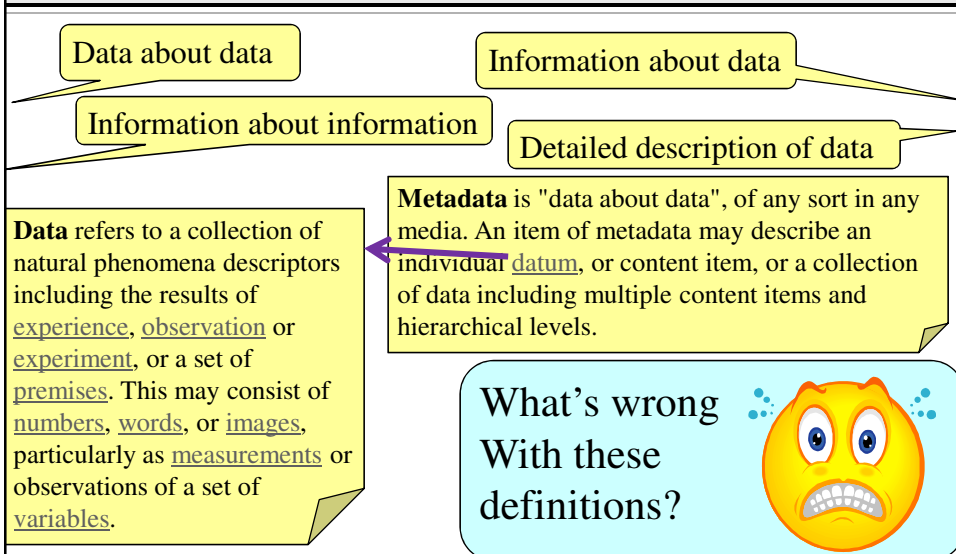 Data about data
Information about data
Information about information
Detailed description of data
Metadata is "data about data", of any sort in any
media. An item of metadata may describe an
individual datum, or content item, or a collection
of data including multiple content items and
hierarchical levels.
Data refers to a collection of
natural phenomena descriptors
including the results of
experience, observation or
experiment, or a set of
premises. This may consist of
numbers, words, or images,
particularly as measurements or
observations of a set of
variables.
What’s wrong
With these
definitions?